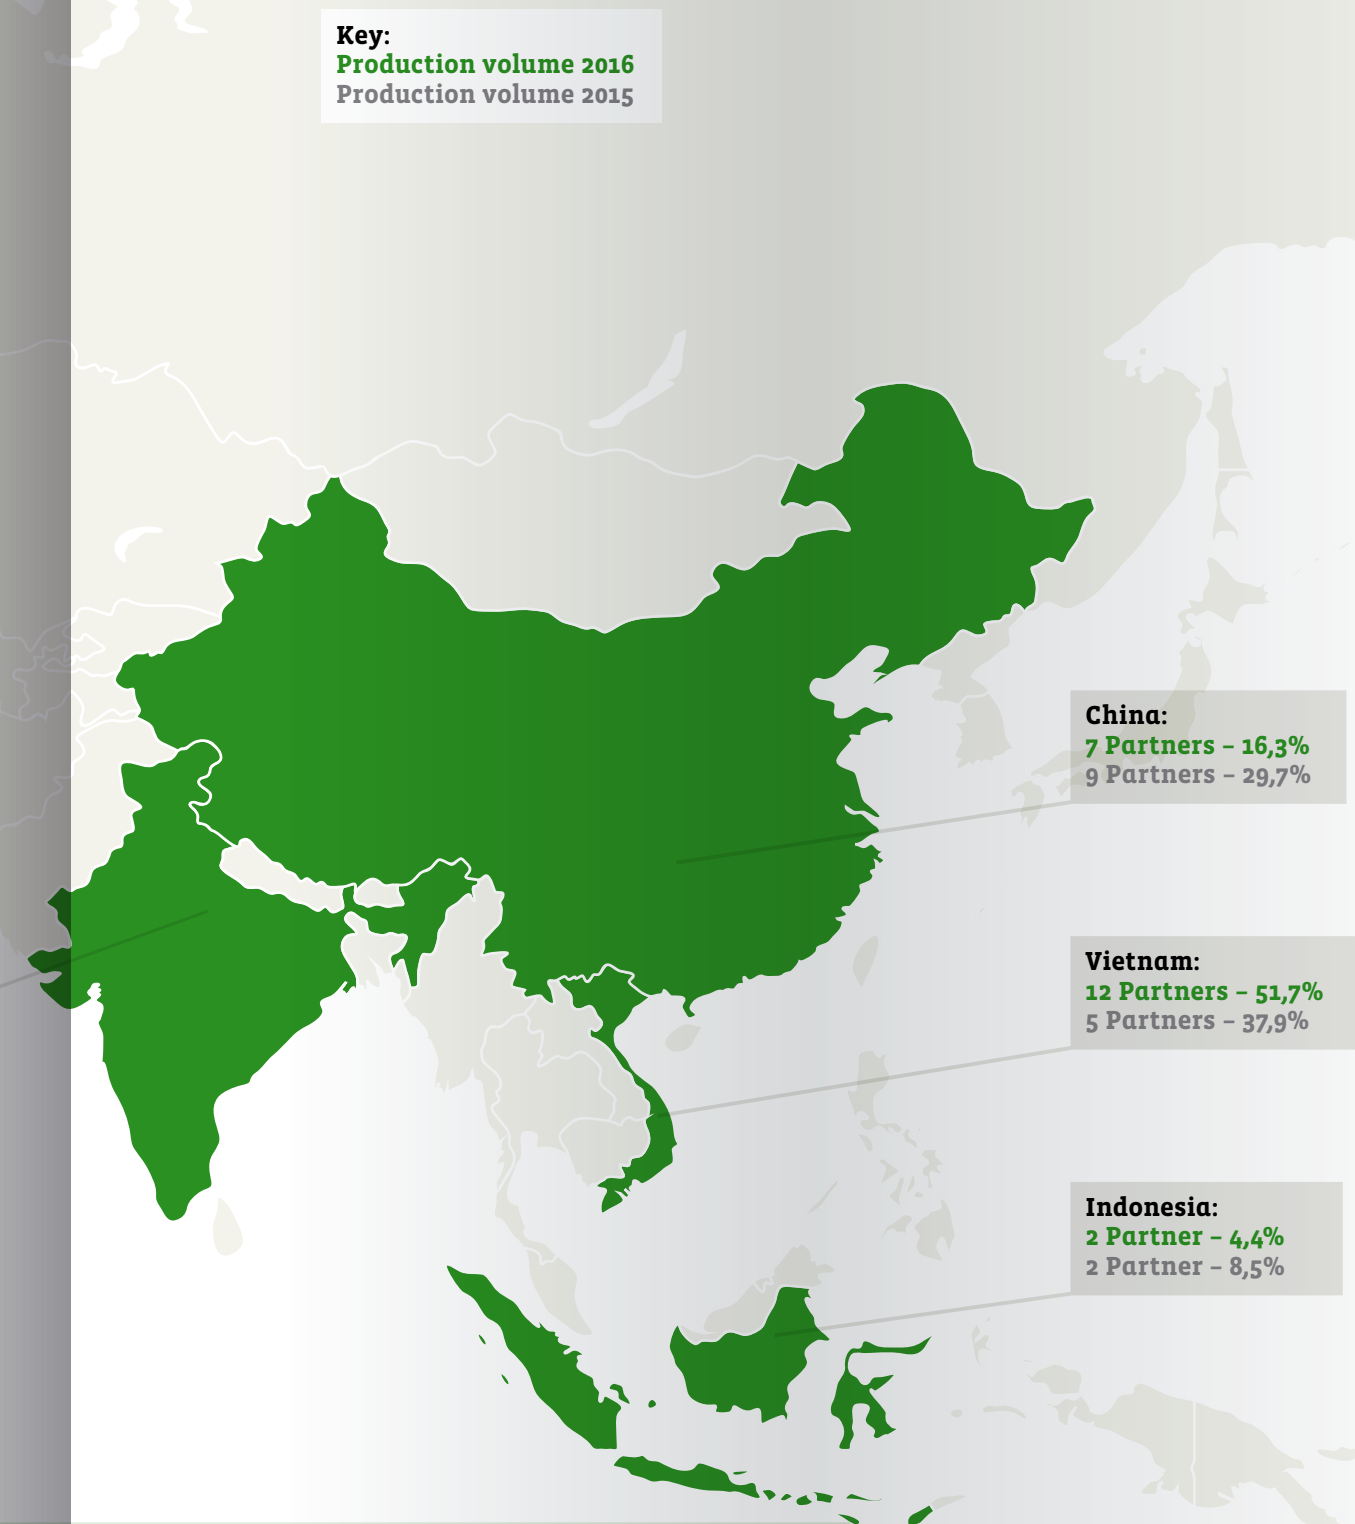 Key:
Production volume 2016
Production volume 2015
China:
7 Partners – 16,3%
9 Partners – 29,7%
Vietnam:
12 Partners – 51,7%
5 Partners – 37,9%
Indonesia:
2 Partner – 4,4%
2 Partner – 8,5%